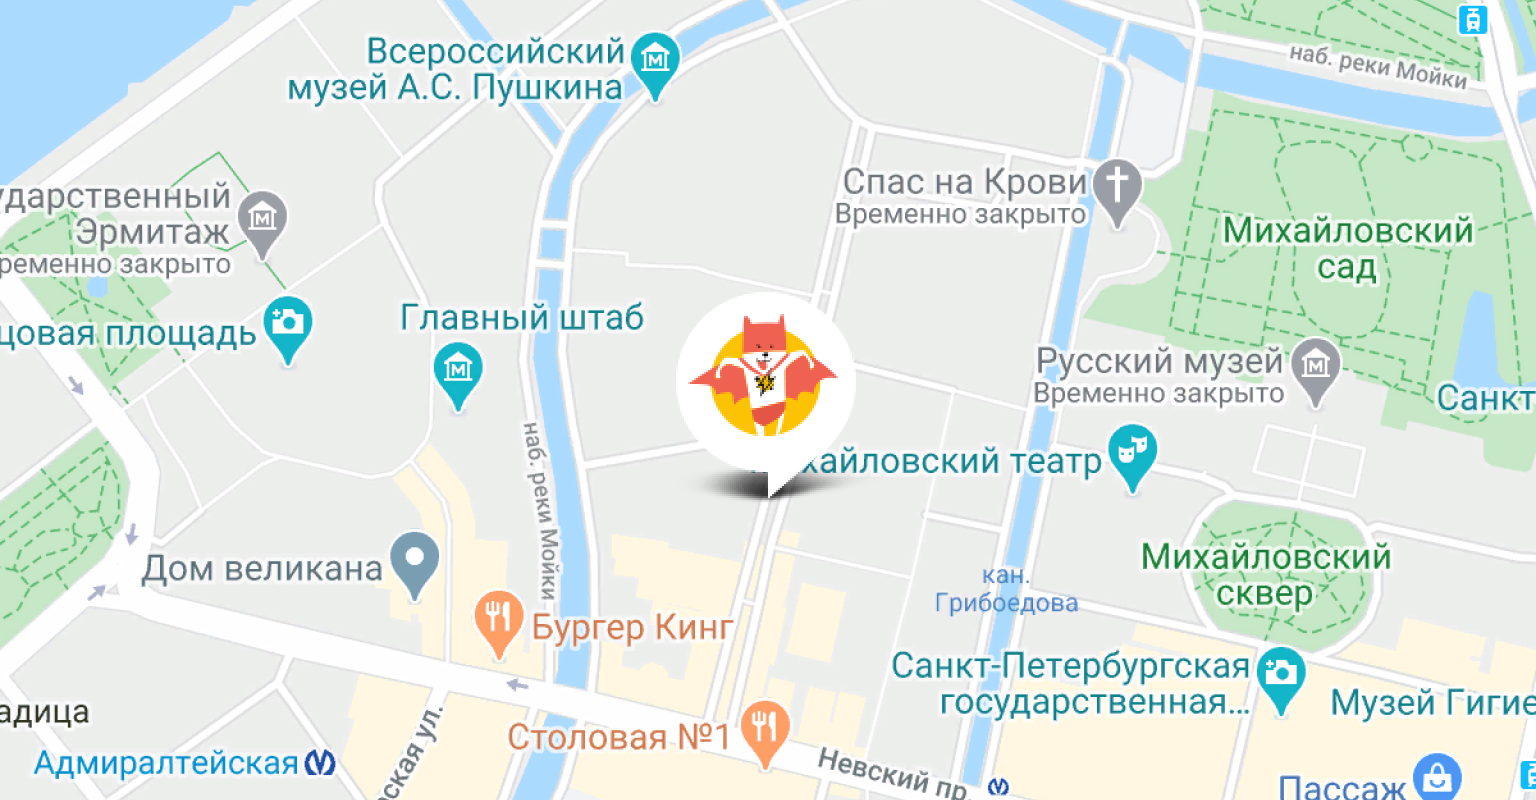 Всероссийский
музей А.С. Пушкина
наб. реки Мойки
Спас на Крови
Временно закрыто
ударственный
Эрмитаж
ременно закрыто
Михайловский
сад
цовая площадь
Главный штаб
Русский музей
Временно закрыто
Санкт
хайловский театр
наб. реки Мойки
Дом великана
Михайловский
сквер
кан.
Грибоедова
Бургер Кинг
Санкт-Петербургская
государственная...
Музей Гигие
адица
Столовая №1
Адмиралтейская
ская ул.
Невский пр.
Пассаж